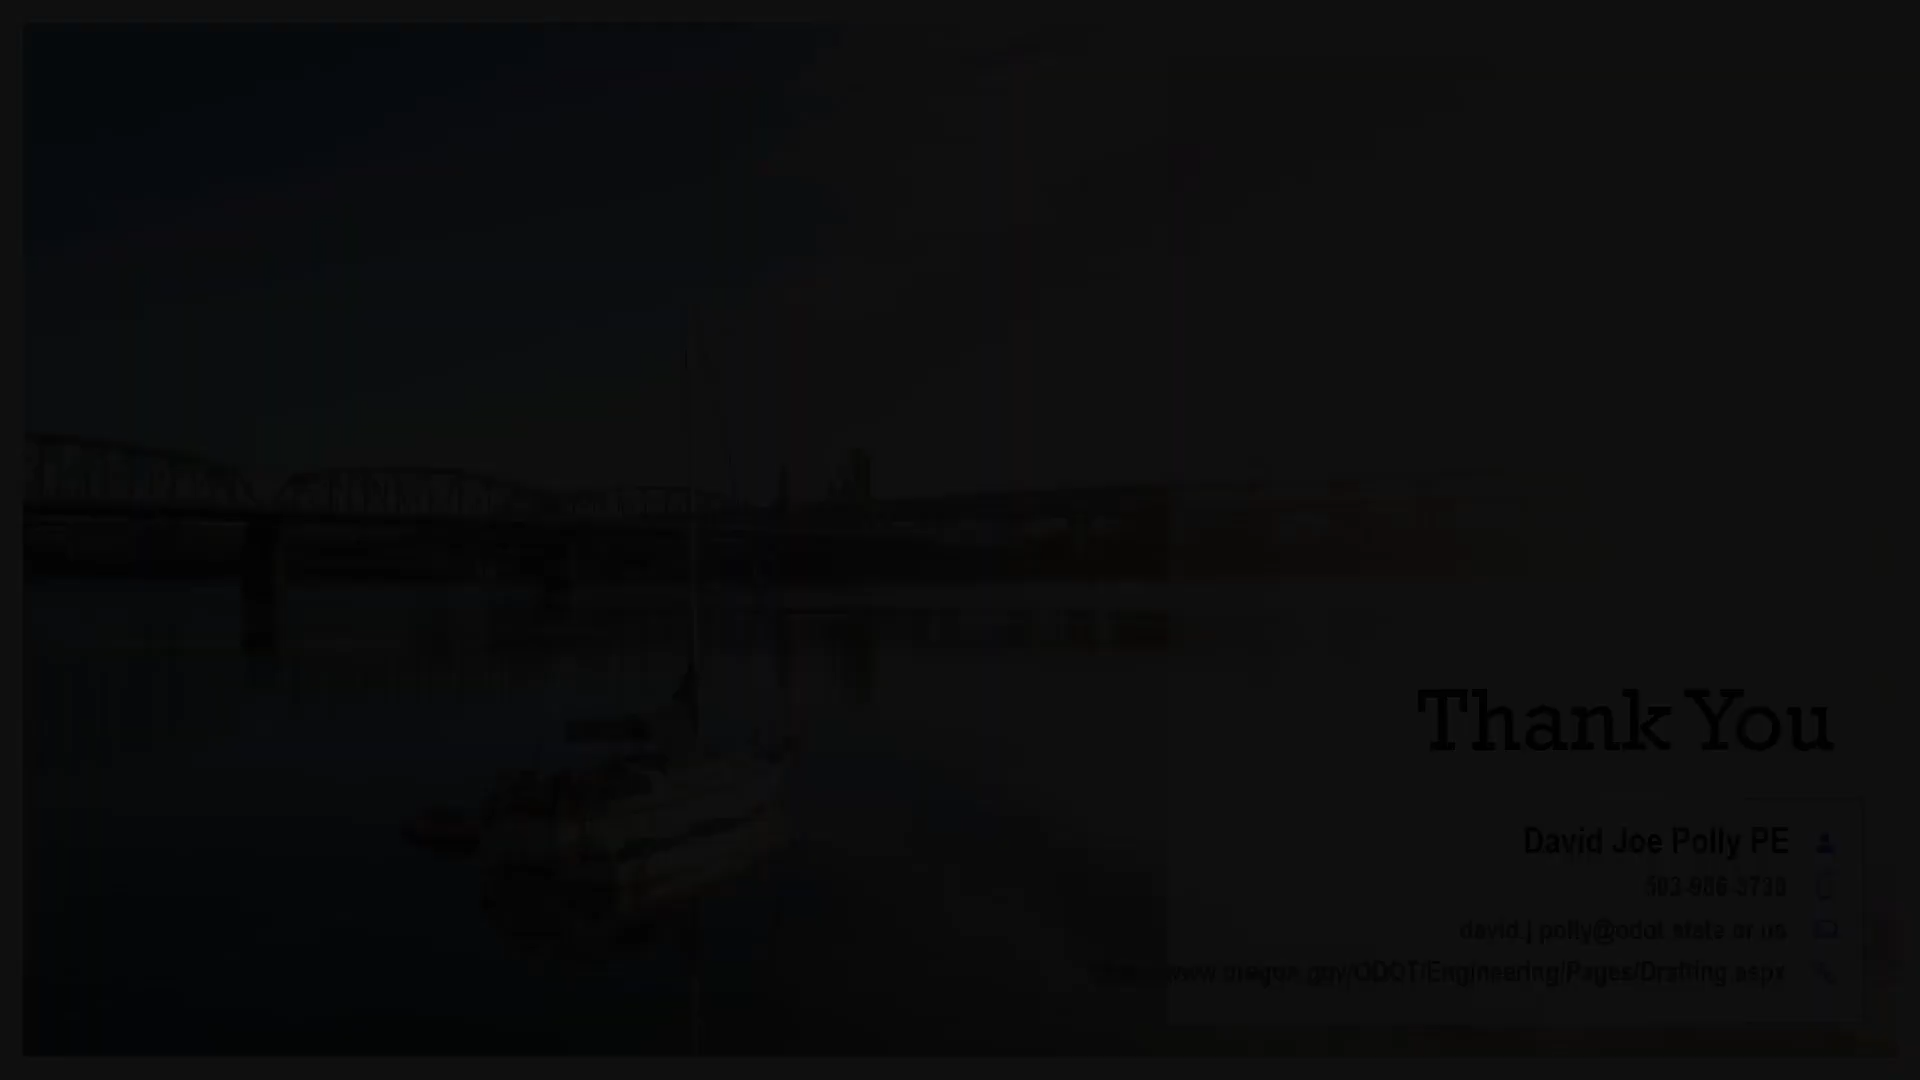 Thank You
David Joe Polly PE
503-986-3730
david.j.polly@odot.state.or.us
www.oregon.gov/ODOT/Engineering/Pages/Drafting.aspx